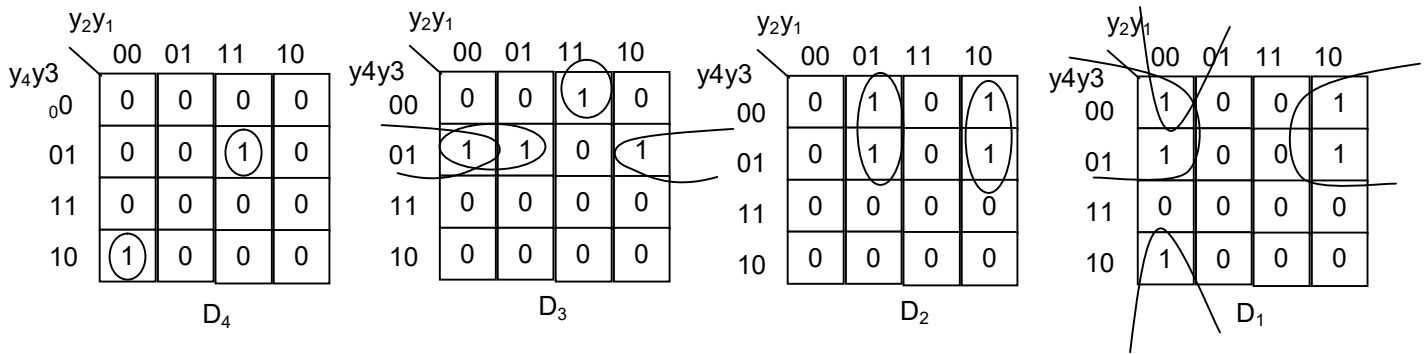 y₂y₁ y₂y₁ y₂y₁ y₂y₁
00 01 11 10 00 01 11 10 00 01 11 10 00 01 11 10
y₄y3 y4y3 y4y3 y4y3
₀0 0 0 0 0 00 0 0 1 0 00 0 1 0 1 00 1 0 0 1
01 0 0 1 0 01 1 1 0 1 01 0 1 0 1 01 1 0 0 1
11 0 0 0 0 11 0 0 0 0 11 0 0 0 0 11 0 0 0 0
10 1 0 0 0 10 0 0 0 0 10 0 0 0 0 10 1 0 0 0
D₄ D₃ D₂ D₁